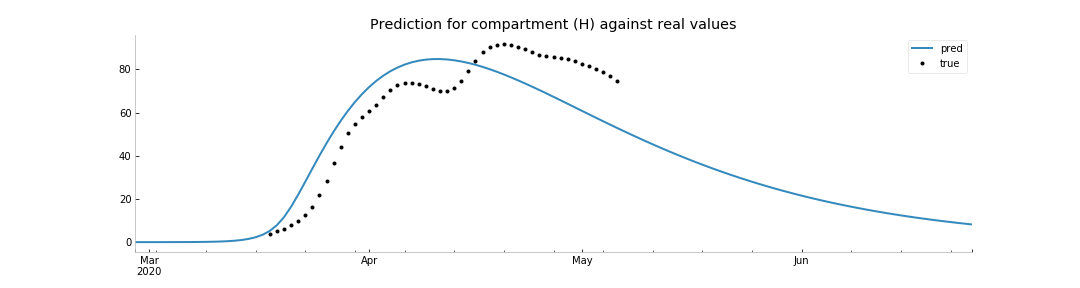 Prediction for compartment (H) against real values
pred
true
80
60
40
20
0
Mar
2020
Apr
May
Jun